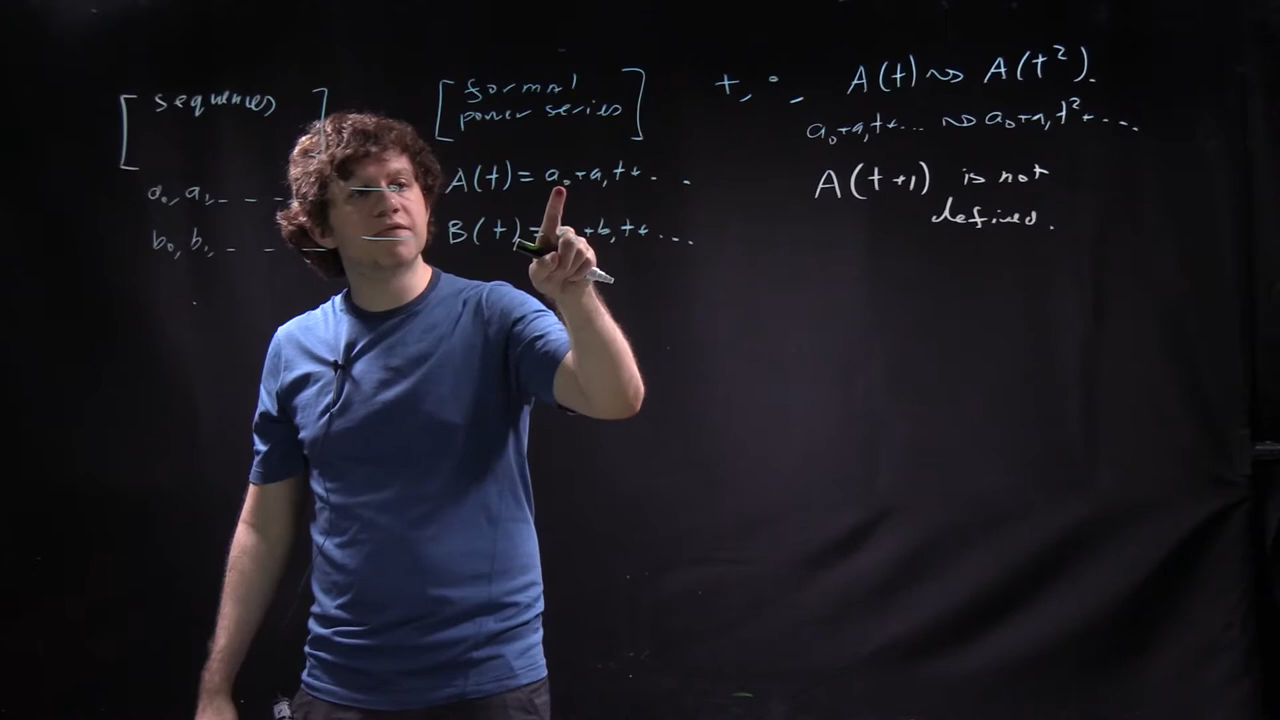 [ sequences ]
a₀, a₁, – – –
b₀, b₁, – – – –
[ formal
power series ]
A(t) = a₀+a₁t+...
B(t) = +b₁t+...
+, ·, A(t) ⇝ A(t²).
a₀+a₁t+... ⇝ a₀+a₁t²+...
A(t+1) is not
defined.